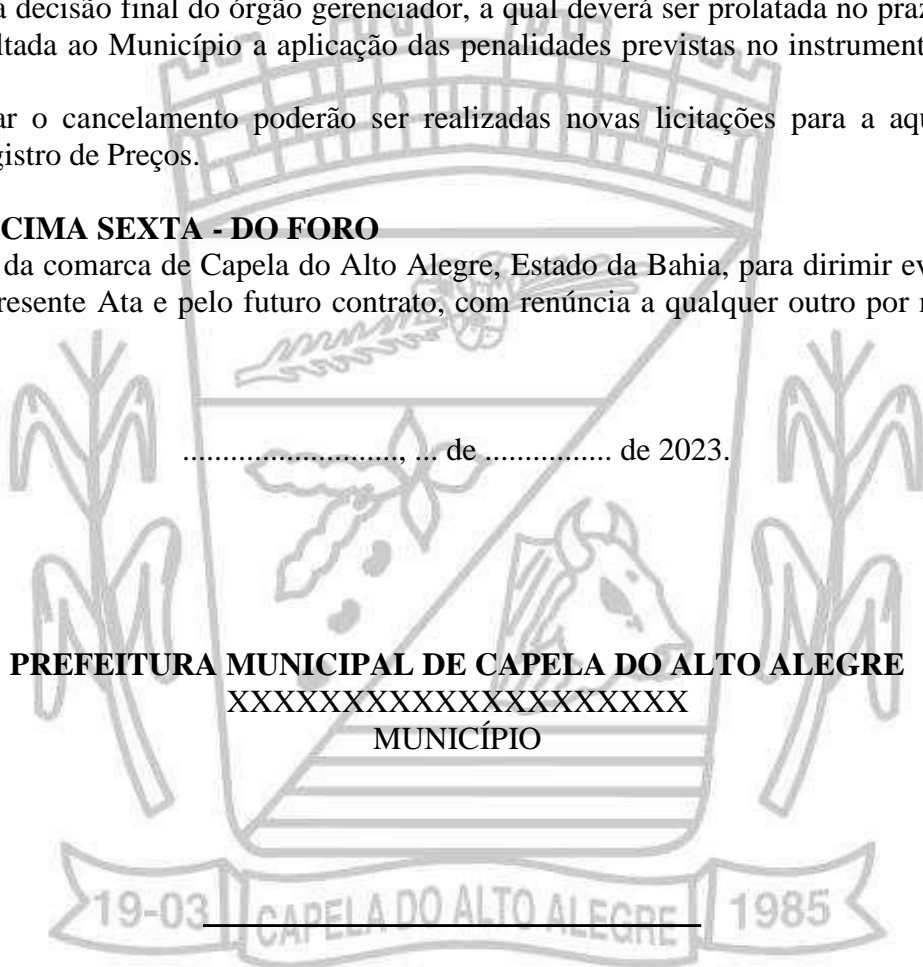 a decisão final do órgão gerenciador, a qual deverá ser prolatada no praz
ltada ao Município a aplicação das penalidades previstas no instrument
ar o cancelamento poderão ser realizadas novas licitações para a aqu
gistro de Preços.
CIMA SEXTA - DO FORO
da comarca de Capela do Alto Alegre, Estado da Bahia, para dirimir ev
resente Ata e pelo futuro contrato, com renúncia a qualquer outro por
..........................., ... de ................ de 2023.
PREFEITURA MUNICIPAL DE CAPELA DO ALTO ALEGRE
XXXXXXXXXXXXXXXXXXXX
MUNICÍPIO
19-03 CAPELA DO ALTO ALEGRE 1985